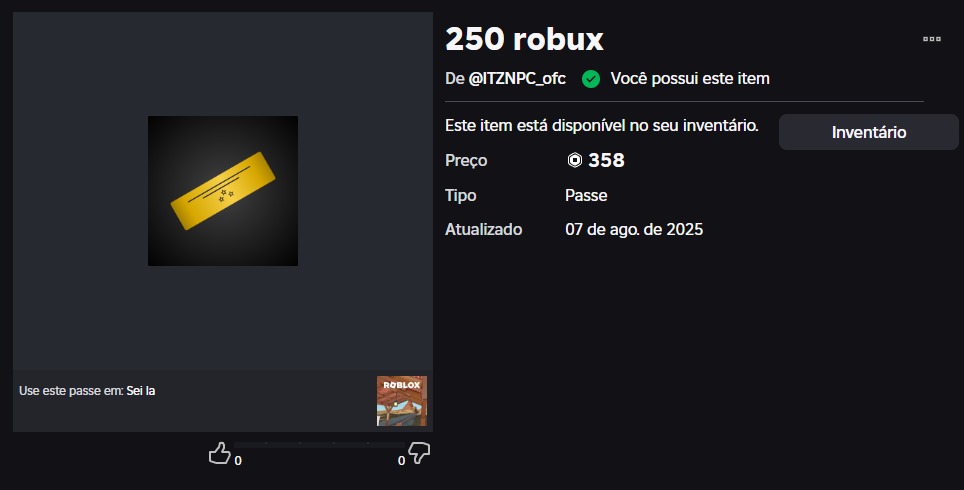 250 robux
De @ITZNPC_ofc Você possui este item
Este item está disponível no seu inventário.
Inventário
Preço 358
Tipo Passe
Atualizado 07 de ago. de 2025
Use este passe em: Sei la
ROBLOX
0 0